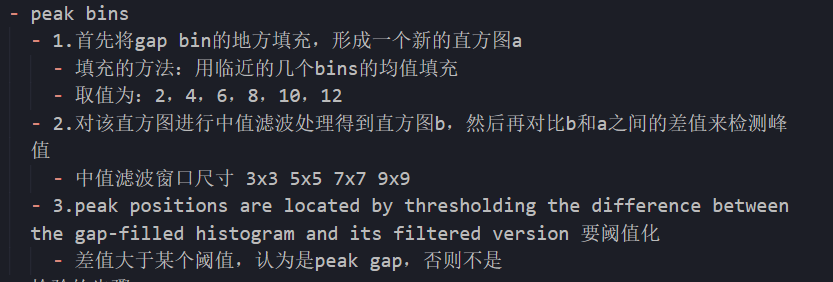 - peak bins
- 1.首先将gap bin的地方填充，形成一个新的直方图a
- 填充的方法：用临近的几个bins的均值填充
- 取值为：2，4，6，8，10，12
- 2.对该直方图进行中值滤波处理得到直方图b，然后再对比b和a之间的差值来检测峰
值
- 中值滤波窗口尺寸 3x3 5x5 7x7 9x9
- 3.peak positions are located by thresholding the difference between
the gap-filled histogram and its filtered version 要阈值化
- 差值大于某个阈值，认为是peak gap，否则不是